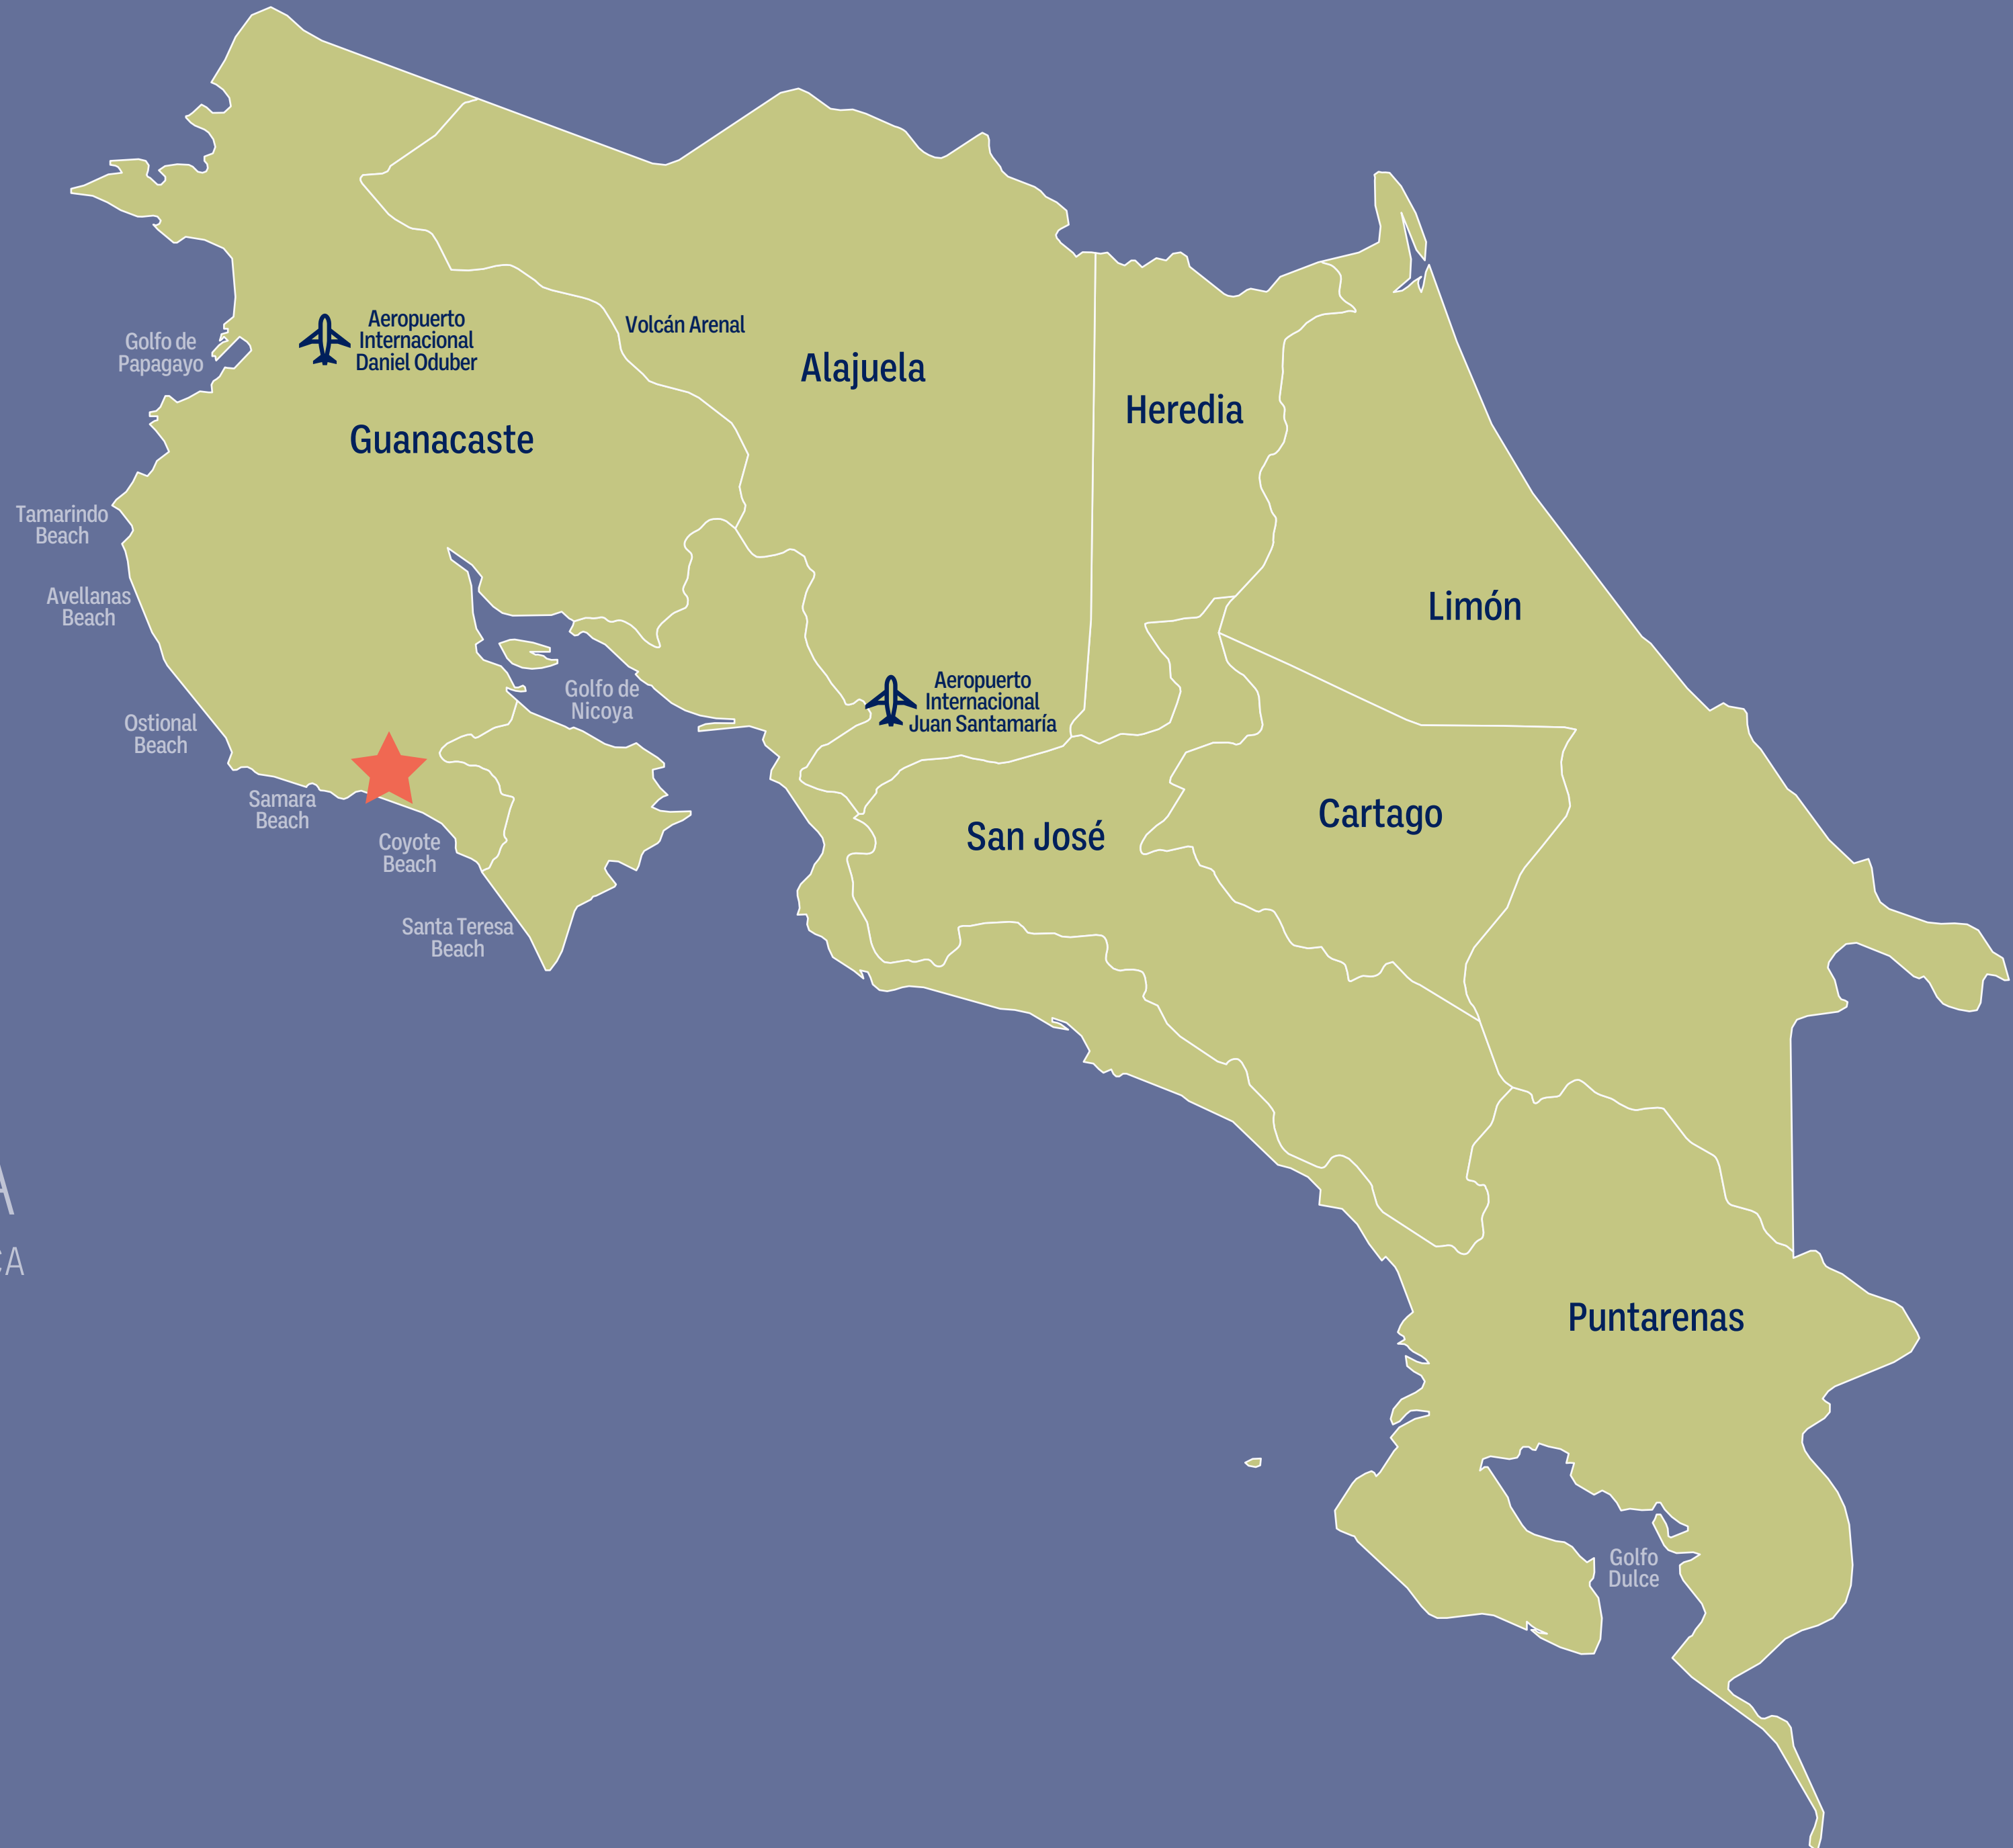 Aeropuerto
Internacional
Daniel Oduber
Volcán Arenal
Golfo de
Papagayo
Alajuela
Heredia
Guanacaste
Tamarindo
Beach
Avellanas
Beach
Limón
Golfo de
Nicoya
Aeropuerto
Internacional
Juan Santamaría
Ostional
Beach
Samara
Beach
San José
Cartago
Coyote
Beach
Santa Teresa
Beach
A
CA
Puntarenas
Golfo
Dulce